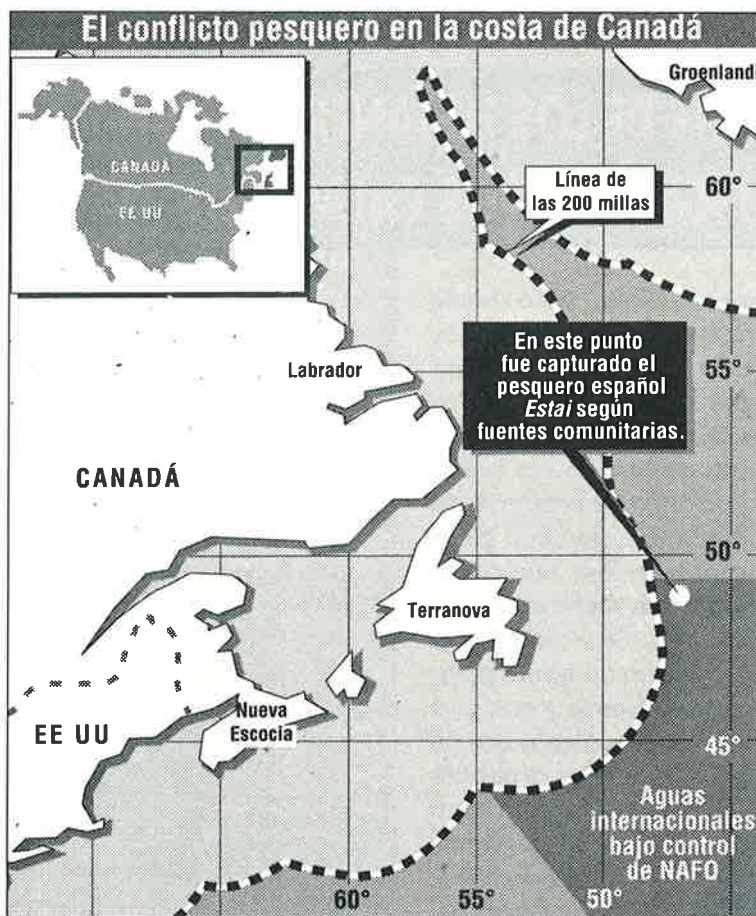 El conflicto pesquero en la costa de Canadá
CANADÁ
EE UU
Groenland
60°
Línea de
las 200 millas
En este punto
fue capturado el
pesquero español
Estai según
fuentes comunitarias.
55°
Labrador
CANADÁ
50°
Terranova
Nueva
Escocia
EE UU
45°
Aguas
internacionales
bajo control
de NAFO
60°
55°
50°